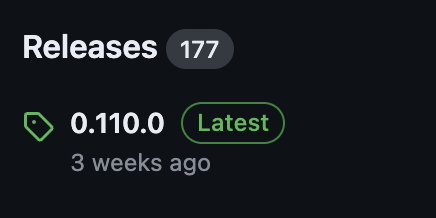 Releases 177
0.110.0 Latest
3 weeks ago